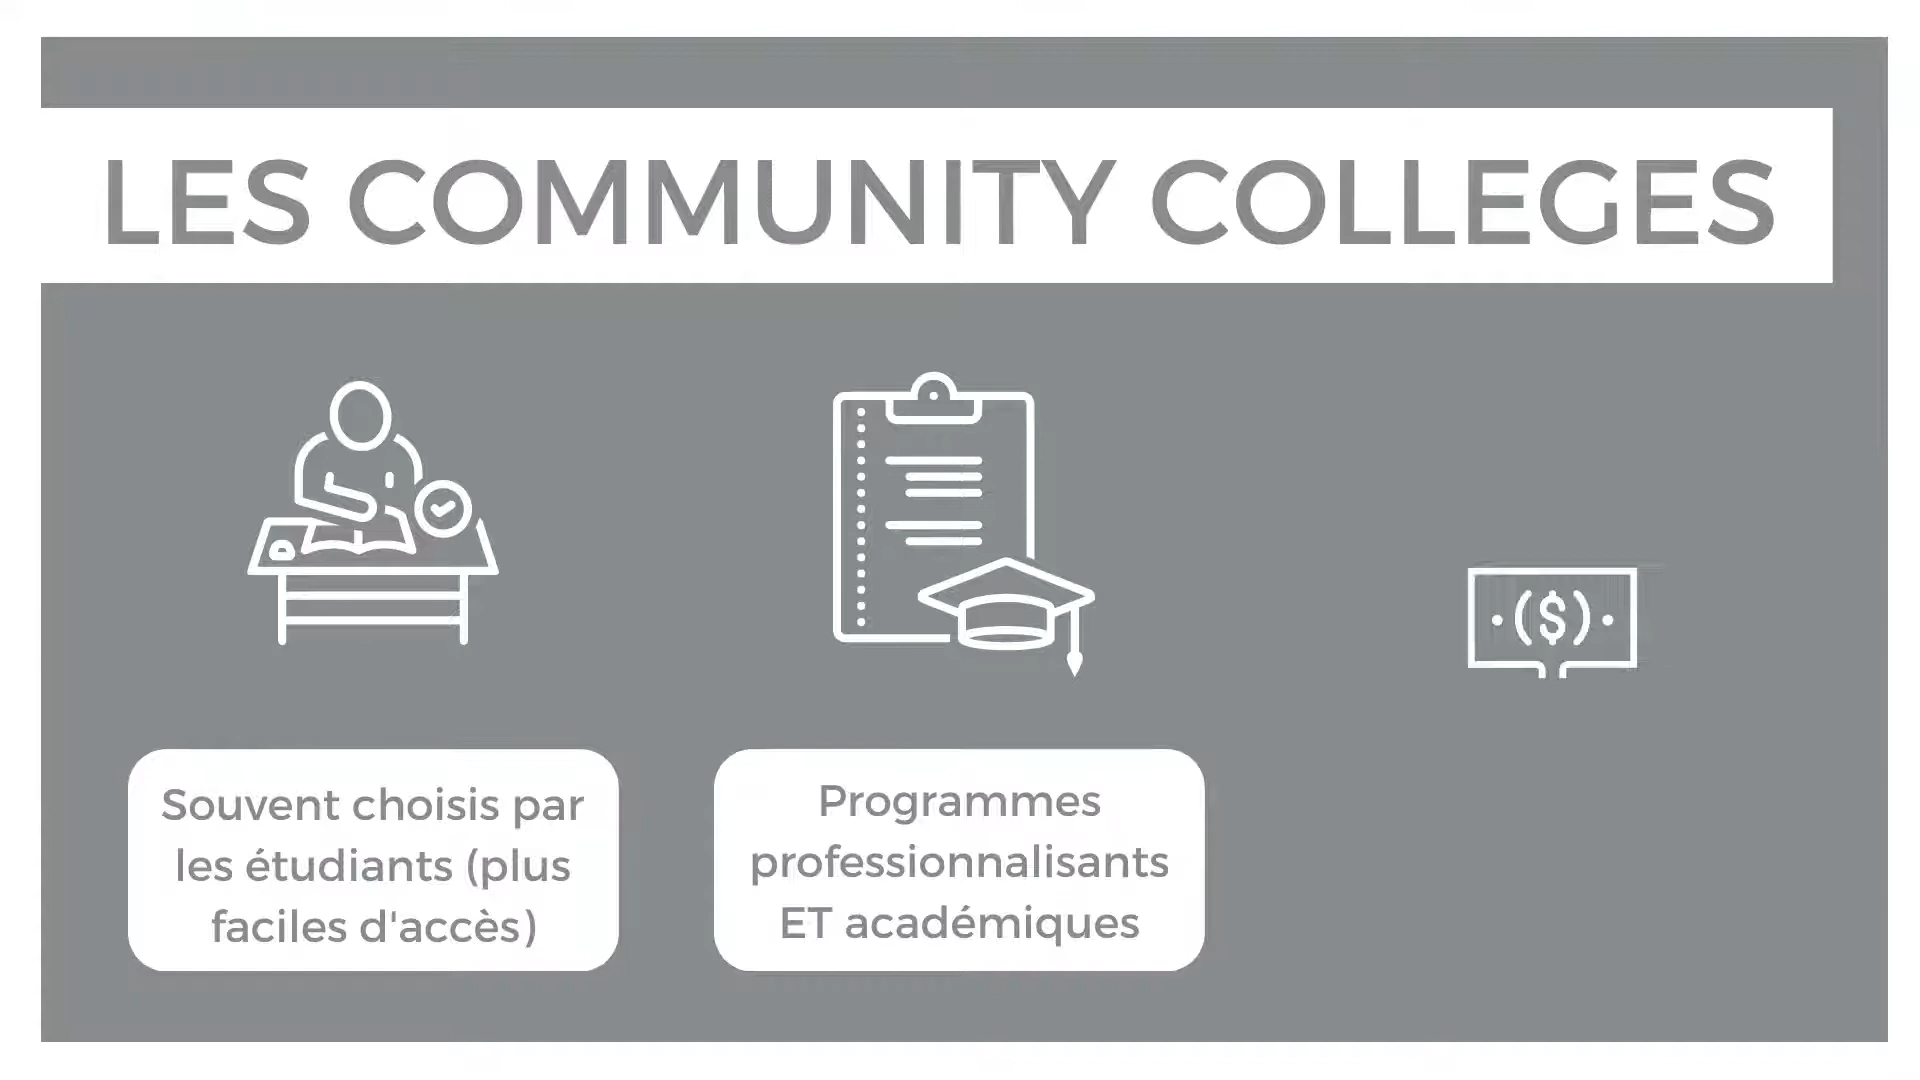 LES COMMUNITY COLLEGES
Souvent choisis par
les étudiants (plus
faciles d'accès)
Programmes
professionnalisants
ET académiques
($)